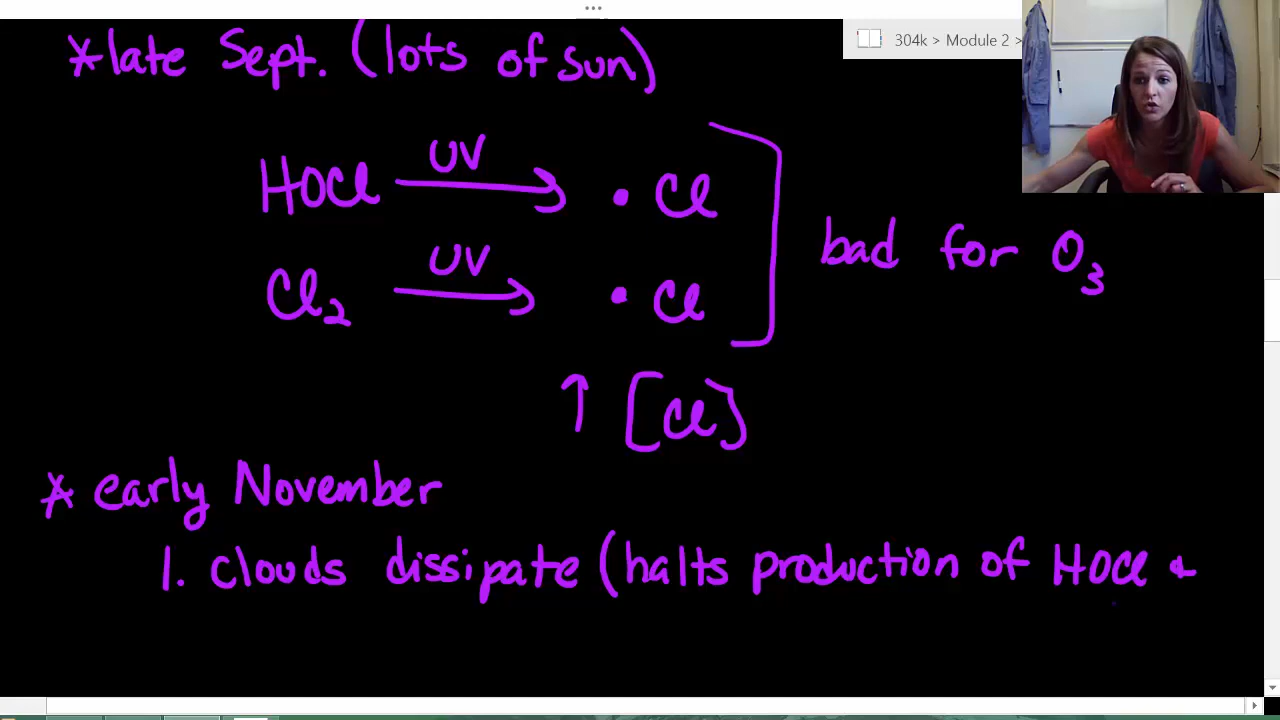 304k > Module 2 >
*late Sept. (lots of sun)
HOCl UV → • Cl
Cl2 UV → • Cl
bad for O3
↑ [Cl]
* early November
1. clouds dissipate (halts production of HOCl +